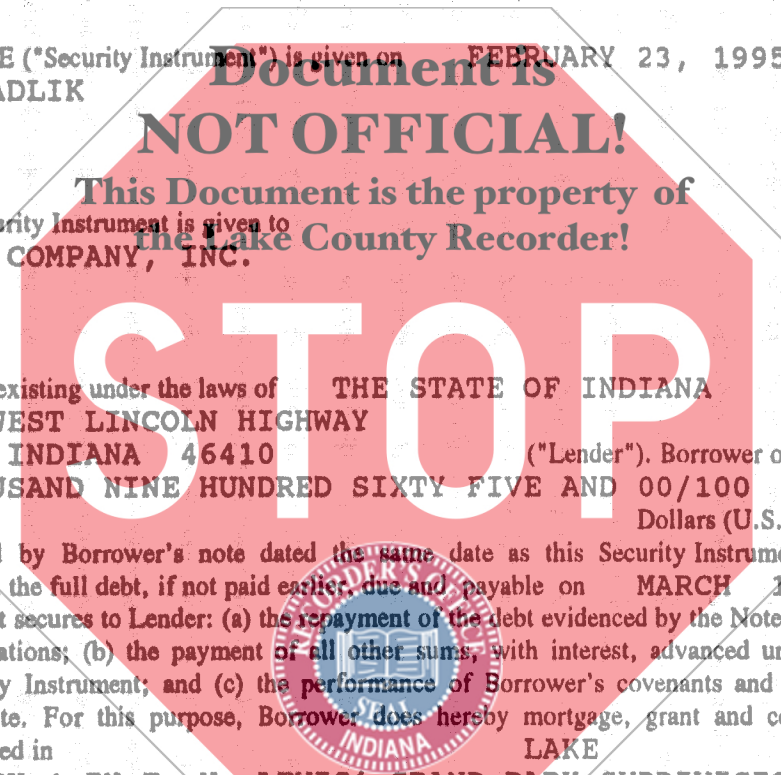 E ("Security Instrument") is given on FEBRUARY 23, 1995
ADLIK
Document is
NOT OFFICIAL!
This Document is the property of
the Lake County Recorder!
rity Instrument is given to
COMPANY, INC.
STOP
existing under the laws of THE STATE OF INDIANA
WEST LINCOLN HIGHWAY
INDIANA 46410 ("Lender"). Borrower o
USAND NINE HUNDRED SIXTY FIVE AND 00/100
Dollars (U.S.
d by Borrower's note dated the same date as this Security Instrume
the full debt, if not paid earlier, due and payable on MARCH 1
t secures to Lender: (a) the repayment of the debt evidenced by the Note
ations; (b) the payment of all other sums, with interest, advanced un
y Instrument; and (c) the performance of Borrower's covenants and
te. For this purpose, Borrower does hereby mortgage, grant and co
ed in LAKE
RECORDER'S OFFICE
SEAL
INDIANA